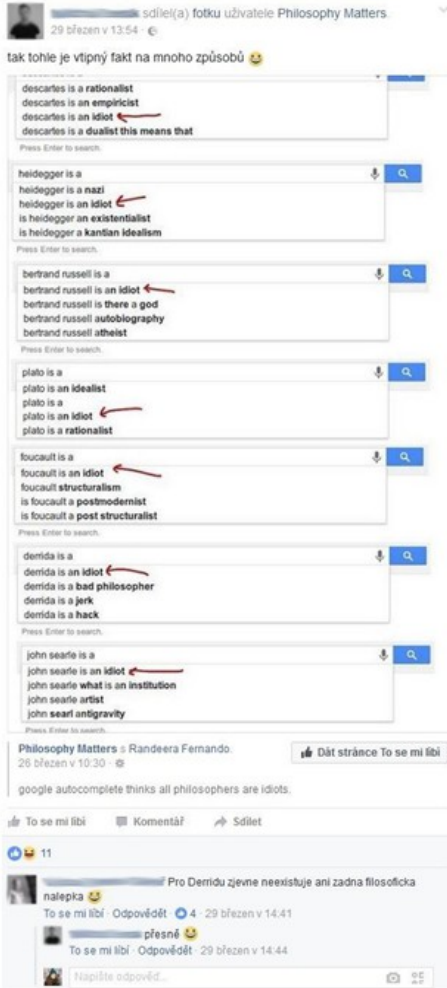 sdílel(a) fotku uživatele Philosophy Matters.
29 březen v 13:54 ·
tak tohle je vtipný fakt na mnoho způsobů
descartes is a rationalist
descartes is an empiricist
descartes is an idiot
descartes is a dualist this means that
Press Enter to search.
heidegger is a
heidegger is a nazi
heidegger is an idiot
is heidegger an existentialist
is heidegger a kantian idealism
Press Enter to search.
bertrand russell is a
bertrand russell is an idiot
bertrand russell is there a god
bertrand russell autobiography
bertrand russell atheist
Press Enter to search.
plato is a
plato is an idealist
plato is a
plato is an idiot
plato is a rationalist
foucault is a
foucault is an idiot
foucault structuralism
is foucault a postmodernist
is foucault a post structuralist
Press Enter to search.
derrida is a
derrida is an idiot
derrida is a bad philosopher
derrida is a jerk
derrida is a hack
Press Enter to search.
john searle is a
john searle is an idiot
john searle what is an institution
john searle artist
john searl antigravity
Press Enter to search.
Philosophy Matters s Randeera Fernando.
Dát stránce To se mi líbí
26 březen v 10:30 ·
google autocomplete thinks all philosophers are idiots.
To se mi líbí Komentář Sdílet
11
Pro Derridu zjevne neexistuje ani zadna filosoficka
nalepka
To se mi líbí · Odpovědět · 4 · 29 březen v 14:41
přesně
To se mi líbí · Odpovědět · 29 březen v 14:44
Napište odpověď...